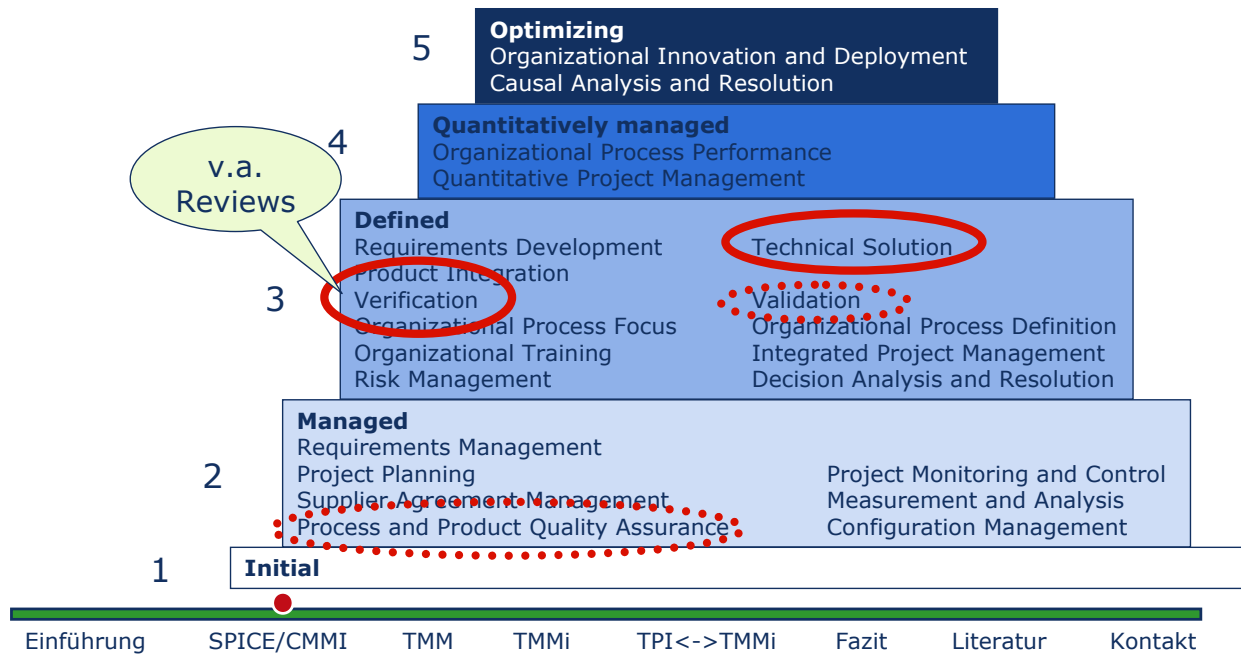 5
Optimizing
Organizational Innovation and Deployment
Causal Analysis and Resolution
4
Quantitatively managed
Organizational Process Performance
Quantitative Project Management
v.a.
Reviews
3
Defined
Requirements Development Technical Solution
Product Integration
Verification Validation
Organizational Process Focus Organizational Process Definition
Organizational Training Integrated Project Management
Risk Management Decision Analysis and Resolution
2
Managed
Requirements Management
Project Planning Project Monitoring and Control
Supplier Agreement Management Measurement and Analysis
Process and Product Quality Assurance Configuration Management
1
Initial
Einführung SPICE/CMMI TMM TMMi TPI<->TMMi Fazit Literatur Kontakt